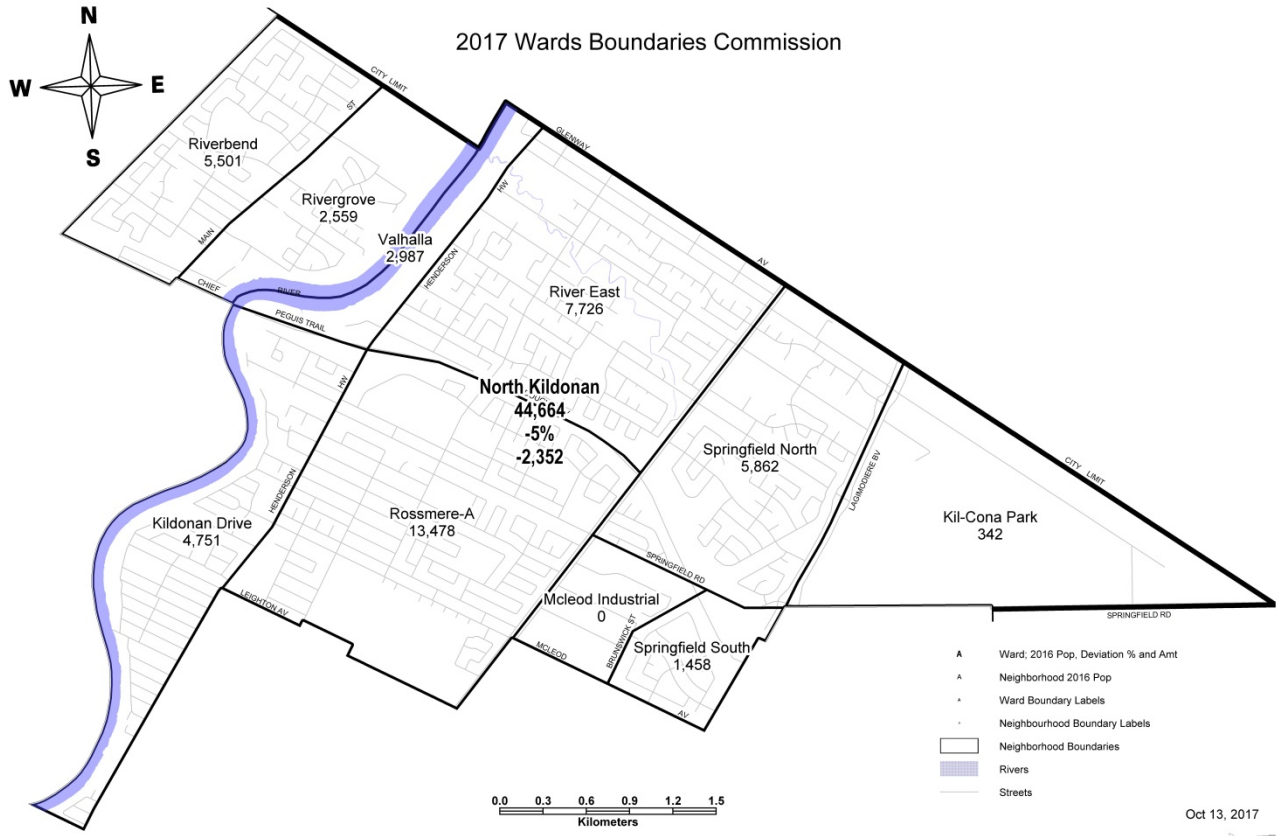 2017 Wards Boundaries Commission
N
W
E
S
CITY LIMIT
ST
GLENWAY
Riverbend
5,501
HW
Rivergrove
2,559
MAIN
Valhalla
2,987
HENDERSON
AV
CHIEF
RIVER
PEGUIS TRAIL
River East
7,726
HW
North Kildonan
44,664
-5%
-2,352
Springfield North
5,862
LAGIMODIERE BV
CITY LIMIT
HENDERSON
Kildonan Drive
4,751
Rossmere-A
13,478
Kil-Cona Park
342
SPRINGFIELD RD
LEIGHTON AV
Mcleod Industrial
0
BRUNSWICK ST
SPRINGFIELD RD
MCLEOD
Springfield South
1,458
AV
A Ward; 2016 Pop, Deviation % and Amt
A Neighborhood 2016 Pop
Ward Boundary Labels
Neighbourhood Boundary Labels
Neighborhood Boundaries
Rivers
Streets
0.0 0.3 0.6 0.9 1.2 1.5
Kilometers
Oct 13, 2017